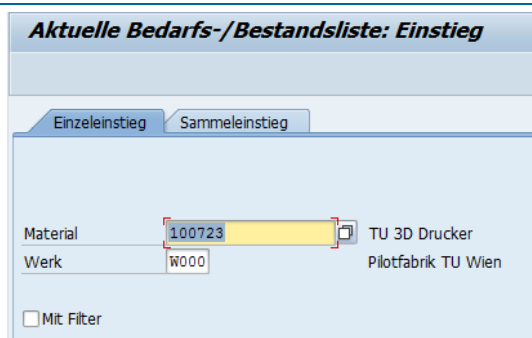 Aktuelle Bedarfs-/Bestandsliste: Einstieg
Einzeleinstieg Sammeleinstieg
Material 100723 TU 3D Drucker
Werk W000 Pilotfabrik TU Wien
Mit Filter